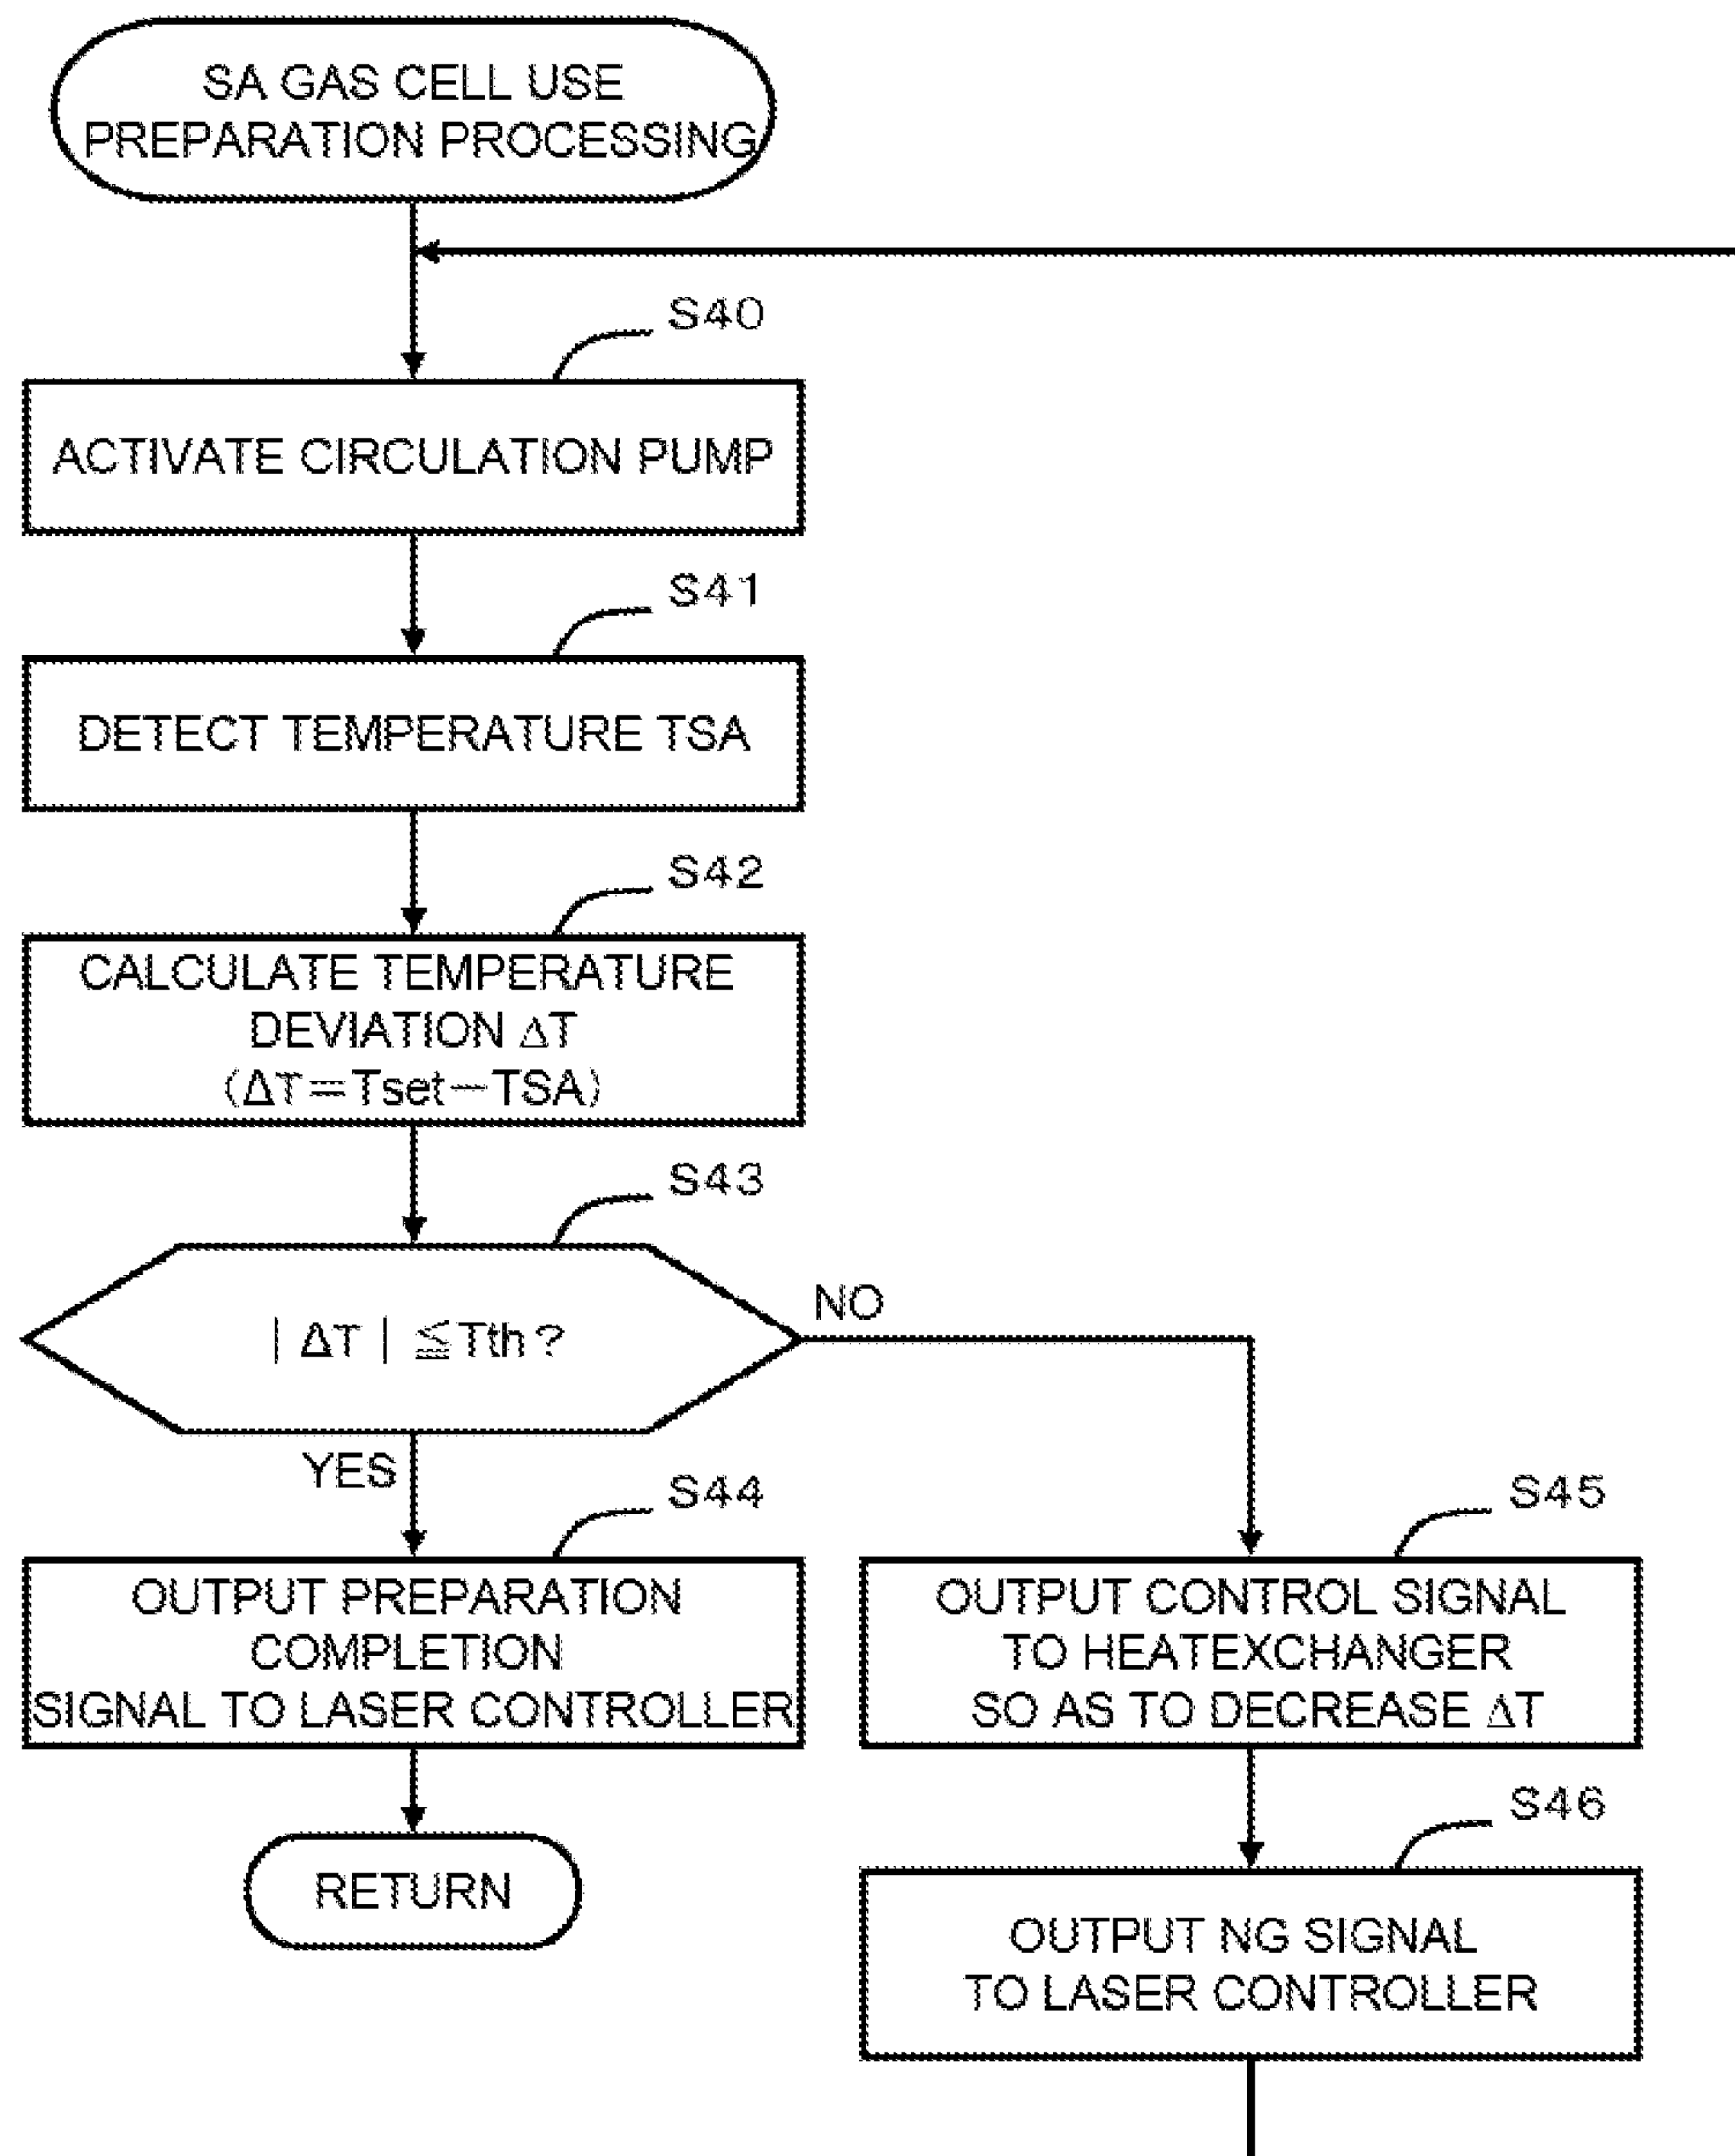 SA GAS CELL USE
PREPARATION PROCESSING
S40
ACTIVATE CIRCULATION PUMP
S41
DETECT TEMPERATURE TSA
S42
CALCULATE TEMPERATURE
DEVIATION ΔT
(ΔT=Tset−TSA)
S43
| ΔT | ≦Tth?
NO
YES
S44
OUTPUT PREPARATION
COMPLETION
SIGNAL TO LASER CONTROLLER
RETURN
S45
OUTPUT CONTROL SIGNAL
TO HEATEXCHANGER
SO AS TO DECREASE ΔT
S46
OUTPUT NG SIGNAL
TO LASER CONTROLLER